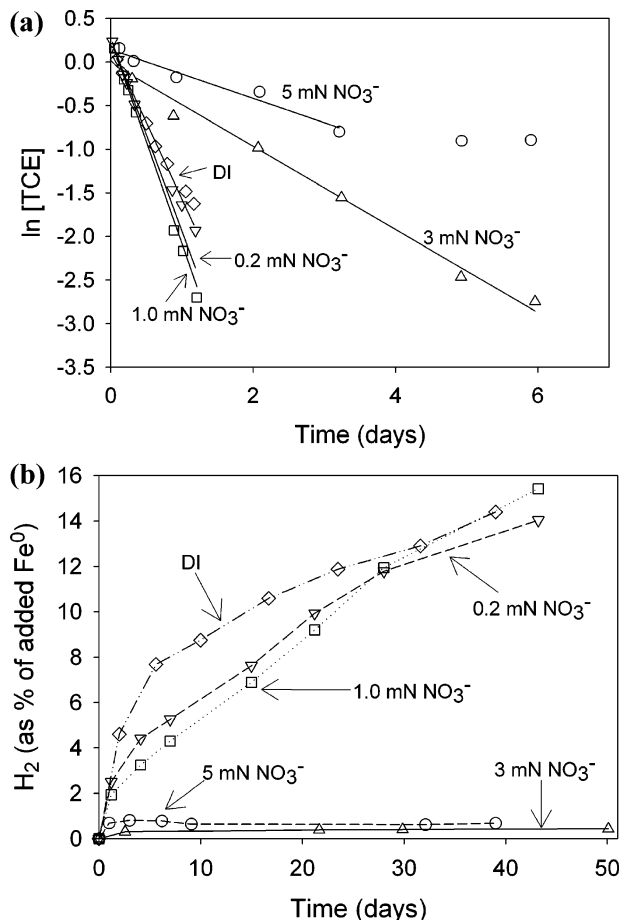 (a)
0.5
0.0
-0.5
-1.0
-1.5
-2.0
-2.5
-3.0
-3.5
ln [TCE]
5 mN NO₃⁻
DI
3 mN NO₃⁻
0.2 mN NO₃⁻
1.0 mN NO₃⁻
0 2 4 6
Time (days)
(b)
16
14
12
10
8
6
4
2
0
H₂ (as % of added Fe⁰)
DI
0.2 mN NO₃⁻
1.0 mN NO₃⁻
5 mN NO₃⁻
3 mN NO₃⁻
0 10 20 30 40 50
Time (days)